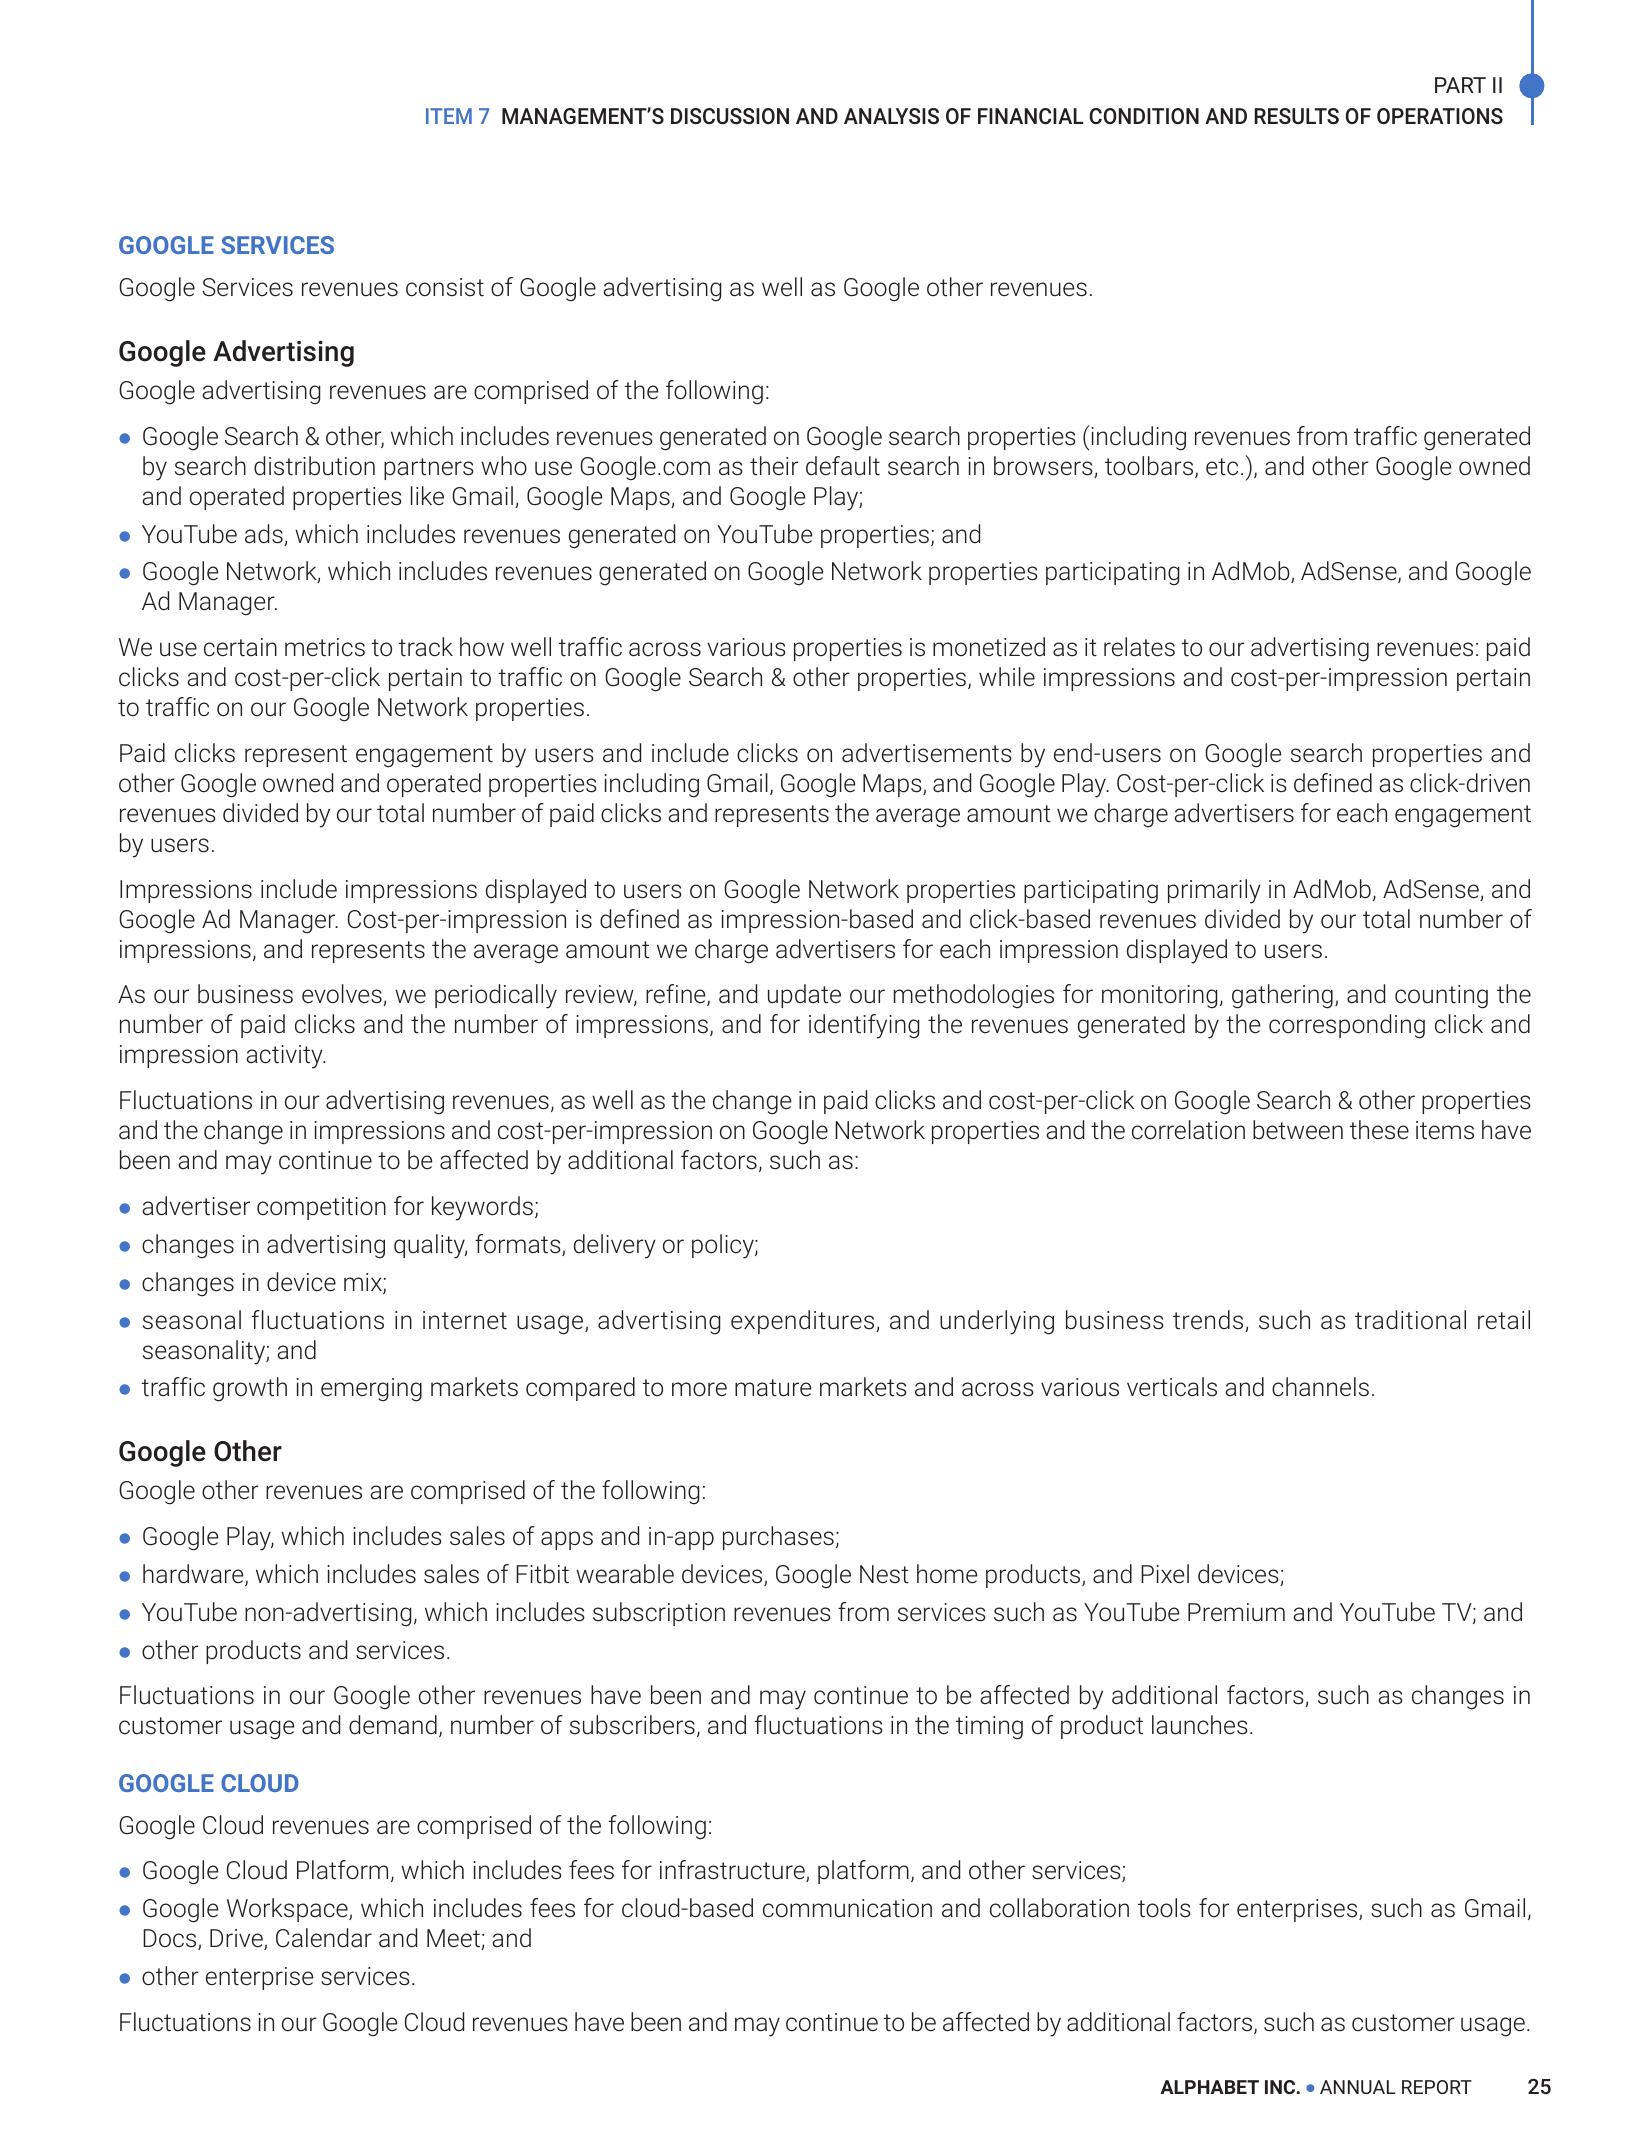 PART II
ITEM 7 MANAGEMENT’S DISCUSSION AND ANALYSIS OF FINANCIAL CONDITION AND RESULTS OF OPERATIONS
GOOGLE SERVICES
Google Services revenues consist of Google advertising as well as Google other revenues.
Google Advertising
Google advertising revenues are comprised of the following:
● Google Search & other, which includes revenues generated on Google search properties (including revenues from traffic generated
by search distribution partners who use Google.com as their default search in browsers, toolbars, etc.), and other Google owned
and operated properties like Gmail, Google Maps, and Google Play;
● YouTube ads, which includes revenues generated on YouTube properties; and
● Google Network, which includes revenues generated on Google Network properties participating in AdMob, AdSense, and Google
Ad Manager.
We use certain metrics to track how well traffic across various properties is monetized as it relates to our advertising revenues: paid
clicks and cost-per-click pertain to traffic on Google Search & other properties, while impressions and cost-per-impression pertain
to traffic on our Google Network properties.
Paid clicks represent engagement by users and include clicks on advertisements by end-users on Google search properties and
other Google owned and operated properties including Gmail, Google Maps, and Google Play. Cost-per-click is defined as click-driven
revenues divided by our total number of paid clicks and represents the average amount we charge advertisers for each engagement
by users.
Impressions include impressions displayed to users on Google Network properties participating primarily in AdMob, AdSense, and
Google Ad Manager. Cost-per-impression is defined as impression-based and click-based revenues divided by our total number of
impressions, and represents the average amount we charge advertisers for each impression displayed to users.
As our business evolves, we periodically review, refine, and update our methodologies for monitoring, gathering, and counting the
number of paid clicks and the number of impressions, and for identifying the revenues generated by the corresponding click and
impression activity.
Fluctuations in our advertising revenues, as well as the change in paid clicks and cost-per-click on Google Search & other properties
and the change in impressions and cost-per-impression on Google Network properties and the correlation between these items have
been and may continue to be affected by additional factors, such as:
● advertiser competition for keywords;
● changes in advertising quality, formats, delivery or policy;
● changes in device mix;
● seasonal fluctuations in internet usage, advertising expenditures, and underlying business trends, such as traditional retail
seasonality; and
● traffic growth in emerging markets compared to more mature markets and across various verticals and channels.
Google Other
Google other revenues are comprised of the following:
● Google Play, which includes sales of apps and in-app purchases;
● hardware, which includes sales of Fitbit wearable devices, Google Nest home products, and Pixel devices;
● YouTube non-advertising, which includes subscription revenues from services such as YouTube Premium and YouTube TV; and
● other products and services.
Fluctuations in our Google other revenues have been and may continue to be affected by additional factors, such as changes in
customer usage and demand, number of subscribers, and fluctuations in the timing of product launches.
GOOGLE CLOUD
Google Cloud revenues are comprised of the following:
● Google Cloud Platform, which includes fees for infrastructure, platform, and other services;
● Google Workspace, which includes fees for cloud-based communication and collaboration tools for enterprises, such as Gmail,
Docs, Drive, Calendar and Meet; and
● other enterprise services.
Fluctuations in our Google Cloud revenues have been and may continue to be affected by additional factors, such as customer usage.
ALPHABET INC. ● ANNUAL REPORT 25